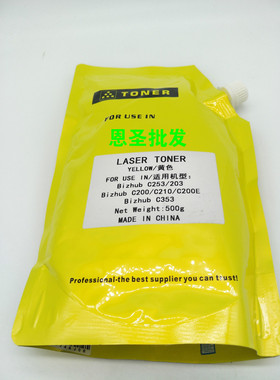 TONER
FOR USE IN
恩圣批发
LASER TONER
YELLOW/黄色
FOR USE IN/适用机型:
Bizhub C253/203
Bizhub C200/C210/C200E
Bizhub C353
Net Weight:500g
MADE IN CHINA
Professional-the best supplier you can trust!